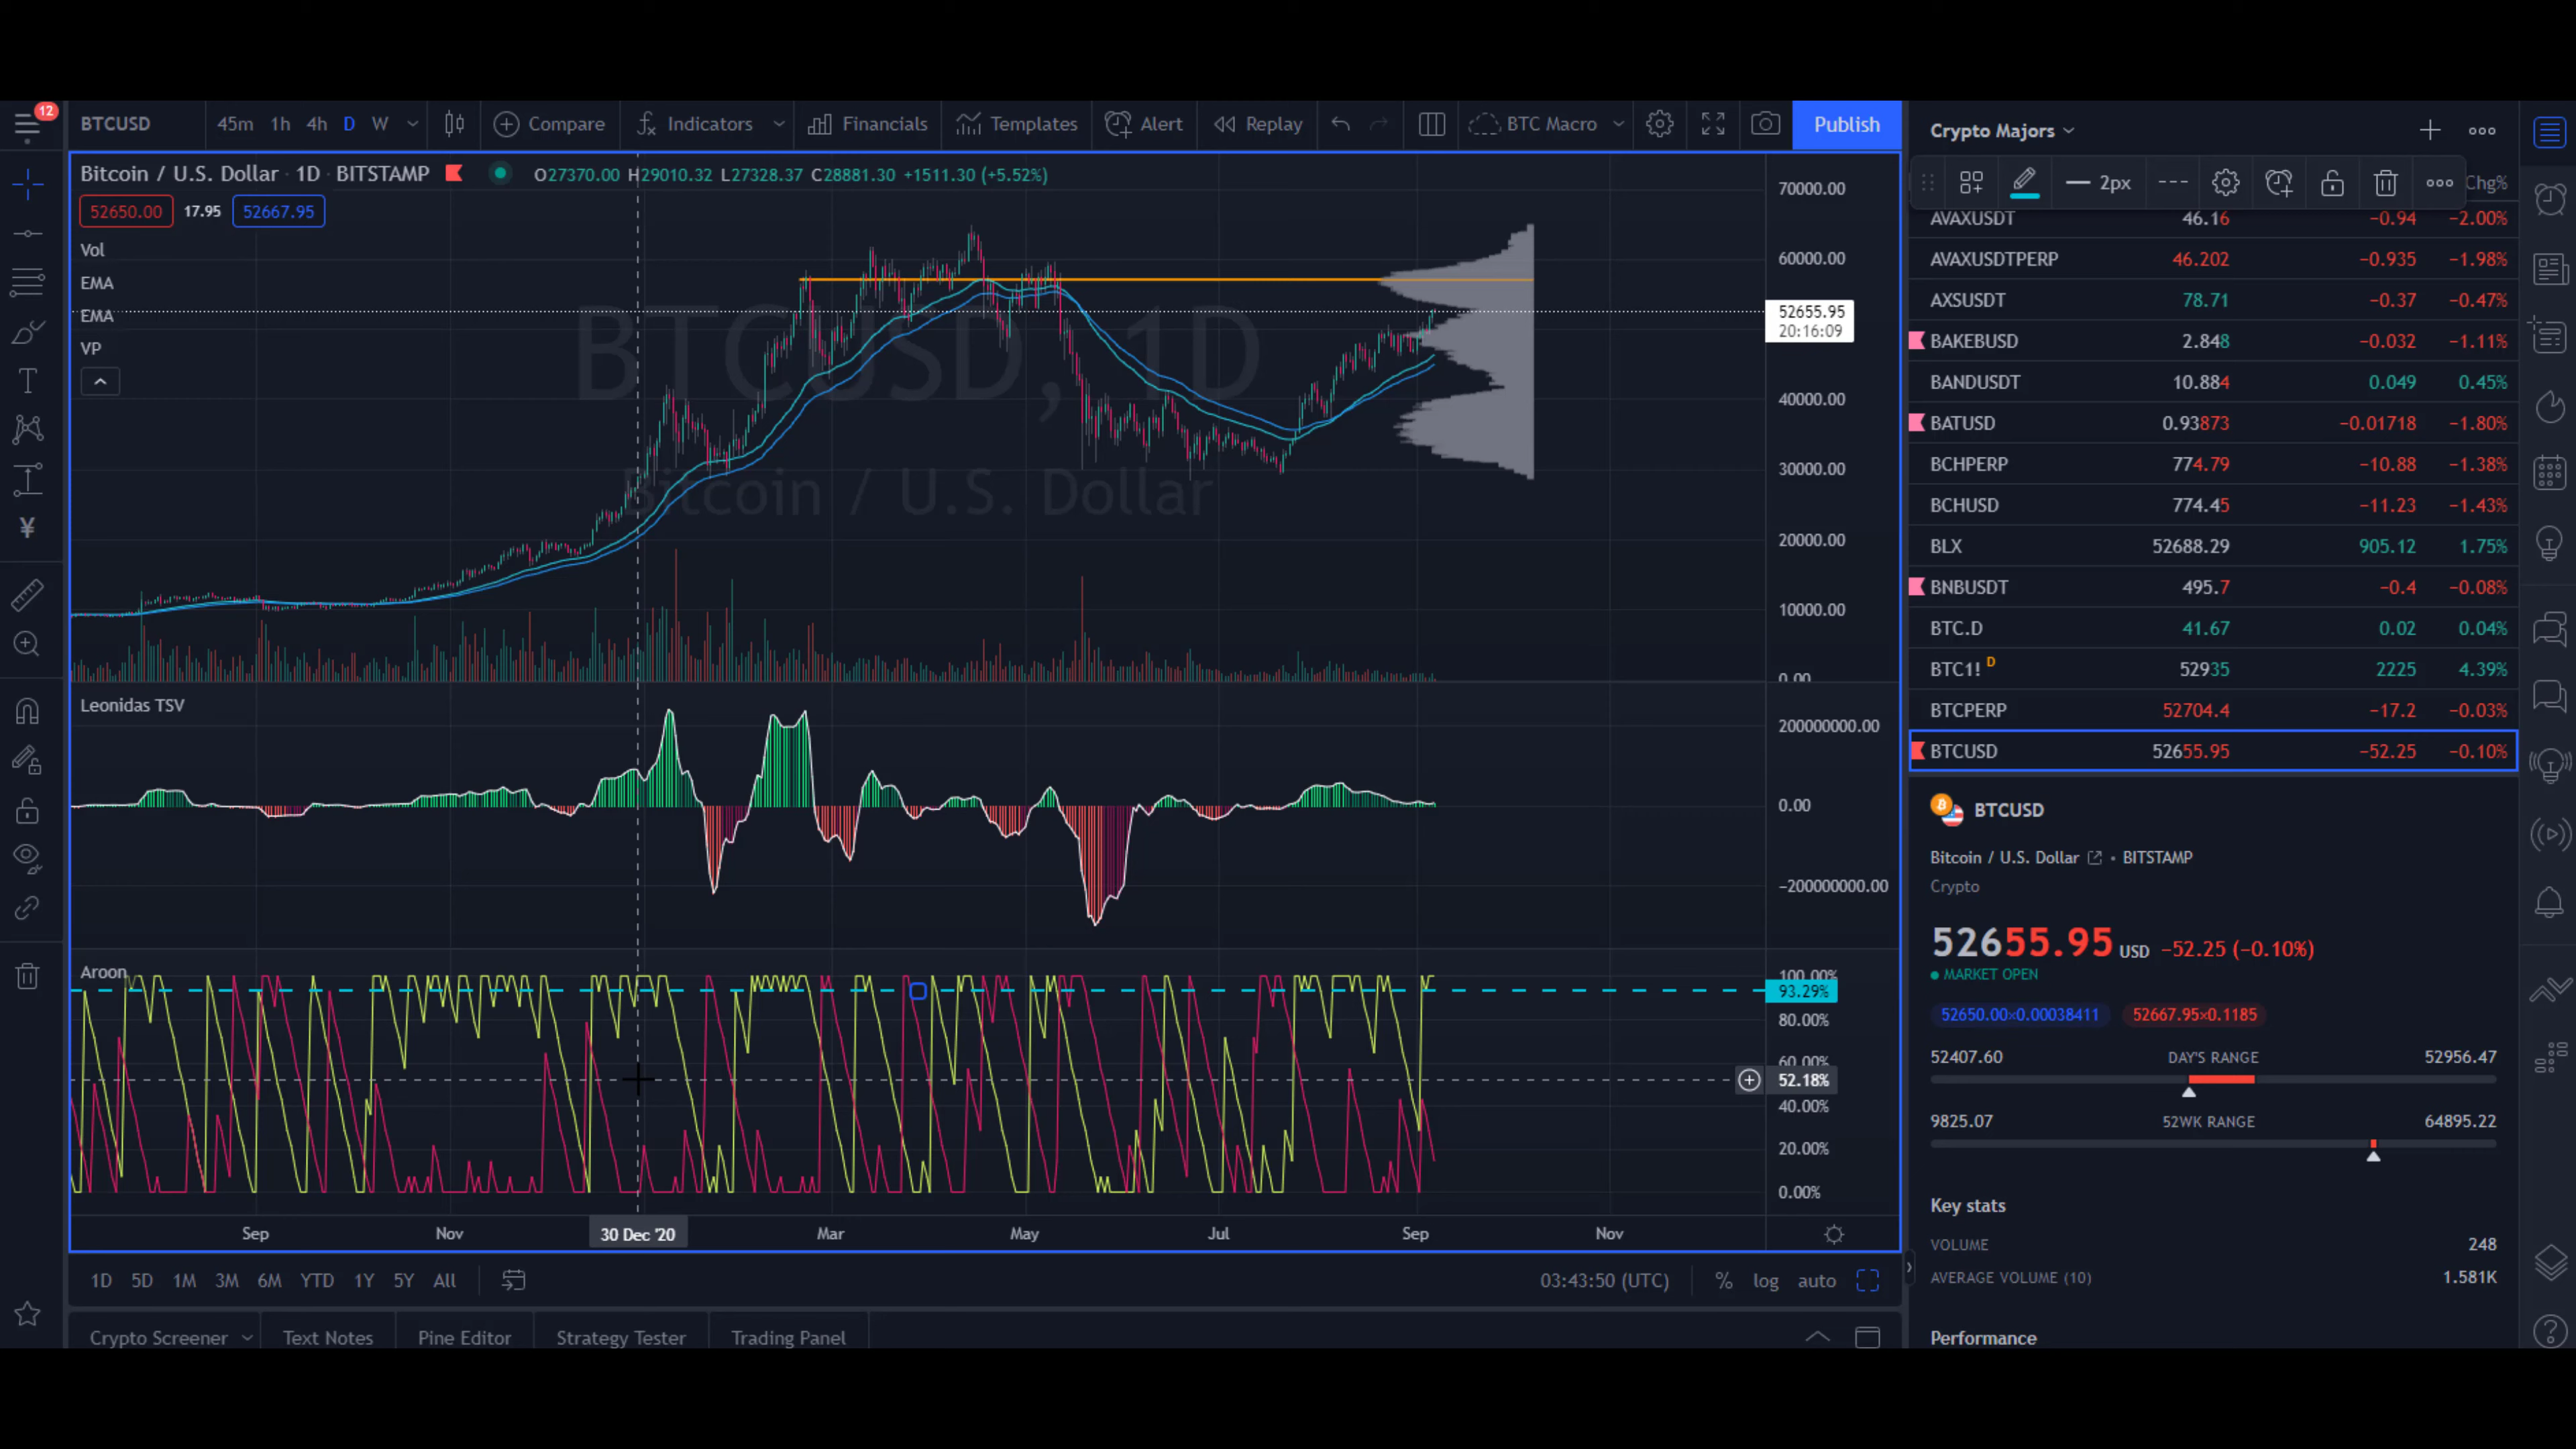 12
BTCUSD 45m 1h 4h D W Compare Indicators Financials Templates Alert Replay BTC Macro Publish
Bitcoin / U.S. Dollar · 1D · BITSTAMP O27370.00 H29010.32 L27328.37 C28881.30 +1511.30 (+5.52%)
52650.00 17.95 52667.95
Vol
EMA
EMA
VP
BTCUSD, 1D
Bitcoin / U.S. Dollar
70000.00
60000.00
52655.95
20:16:09
40000.00
30000.00
20000.00
10000.00
0.00
Leonidas TSV
200000000.00
0.00
-200000000.00
Aroon
100.00%
93.29%
80.00%
60.00%
52.18%
40.00%
20.00%
0.00%
Sep Nov 30 Dec '20 Mar May Jul Sep Nov
1D 5D 1M 3M 6M YTD 1Y 5Y All 03:43:50 (UTC) % log auto
Crypto Screener Text Notes Pine Editor Strategy Tester Trading Panel
Crypto Majors
2px Chg%
AVAXUSDT 46.16 −0.94 −2.00%
AVAXUSDTPERP 46.202 −0.935 −1.98%
AXSUSDT 78.71 −0.37 −0.47%
BAKEBUSD 2.848 −0.032 −1.11%
BANDUSDT 10.884 0.049 0.45%
BATUSD 0.93873 −0.01718 −1.80%
BCHPERP 774.79 −10.88 −1.38%
BCHUSD 774.45 −11.23 −1.43%
BLX 52688.29 905.12 1.75%
BNBUSDT 495.7 −0.4 −0.08%
BTC.D 41.67 0.02 0.04%
BTC1! D 52935 2225 4.39%
BTCPERP 52704.4 −17.2 −0.03%
BTCUSD 52655.95 −52.25 −0.10%
BTCUSD
Bitcoin / U.S. Dollar • BITSTAMP
Crypto
52655.95 USD −52.25 (−0.10%)
MARKET OPEN
52650.00×0.00038411 52667.95×0.1185
52407.60 DAY'S RANGE 52956.47
9825.07 52WK RANGE 64895.22
Key stats
VOLUME 248
AVERAGE VOLUME (10) 1.581K
Performance